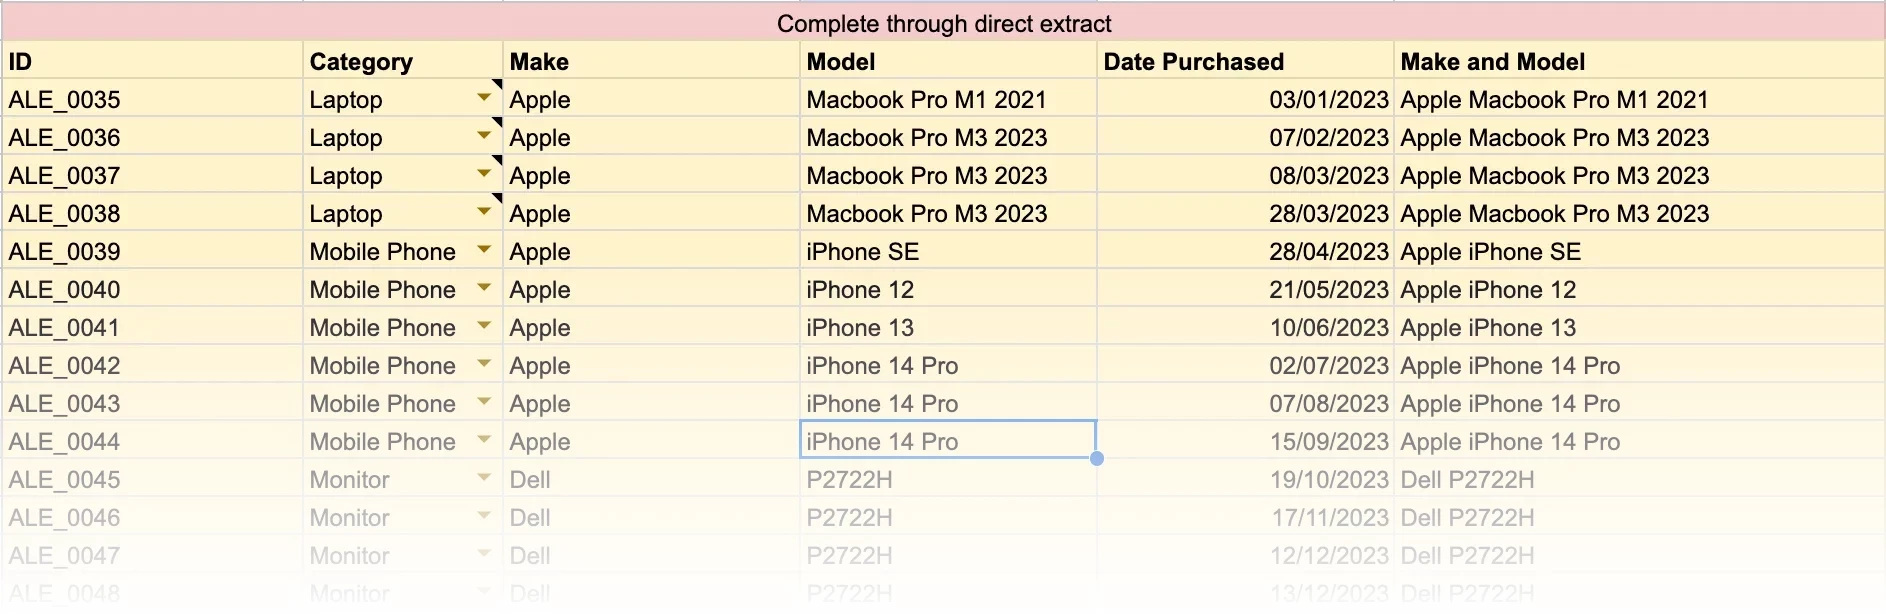 Complete through direct extract
ID Category Make Model Date Purchased Make and Model
ALE_0035 Laptop Apple Macbook Pro M1 2021 03/01/2023 Apple Macbook Pro M1 2021
ALE_0036 Laptop Apple Macbook Pro M3 2023 07/02/2023 Apple Macbook Pro M3 2023
ALE_0037 Laptop Apple Macbook Pro M3 2023 08/03/2023 Apple Macbook Pro M3 2023
ALE_0038 Laptop Apple Macbook Pro M3 2023 28/03/2023 Apple Macbook Pro M3 2023
ALE_0039 Mobile Phone Apple iPhone SE 28/04/2023 Apple iPhone SE
ALE_0040 Mobile Phone Apple iPhone 12 21/05/2023 Apple iPhone 12
ALE_0041 Mobile Phone Apple iPhone 13 10/06/2023 Apple iPhone 13
ALE_0042 Mobile Phone Apple iPhone 14 Pro 02/07/2023 Apple iPhone 14 Pro
ALE_0043 Mobile Phone Apple iPhone 14 Pro 07/08/2023 Apple iPhone 14 Pro
ALE_0044 Mobile Phone Apple iPhone 14 Pro 15/09/2023 Apple iPhone 14 Pro
ALE_0045 Monitor Dell P2722H 19/10/2023 Dell P2722H
ALE_0046 Monitor Dell P2722H 17/11/2023 Dell P2722H
ALE_0047 Monitor Dell P2722H 12/12/2023 Dell P2722H
ALE_0048 Monitor Dell P2722H 13/12/2023 Dell P2722H